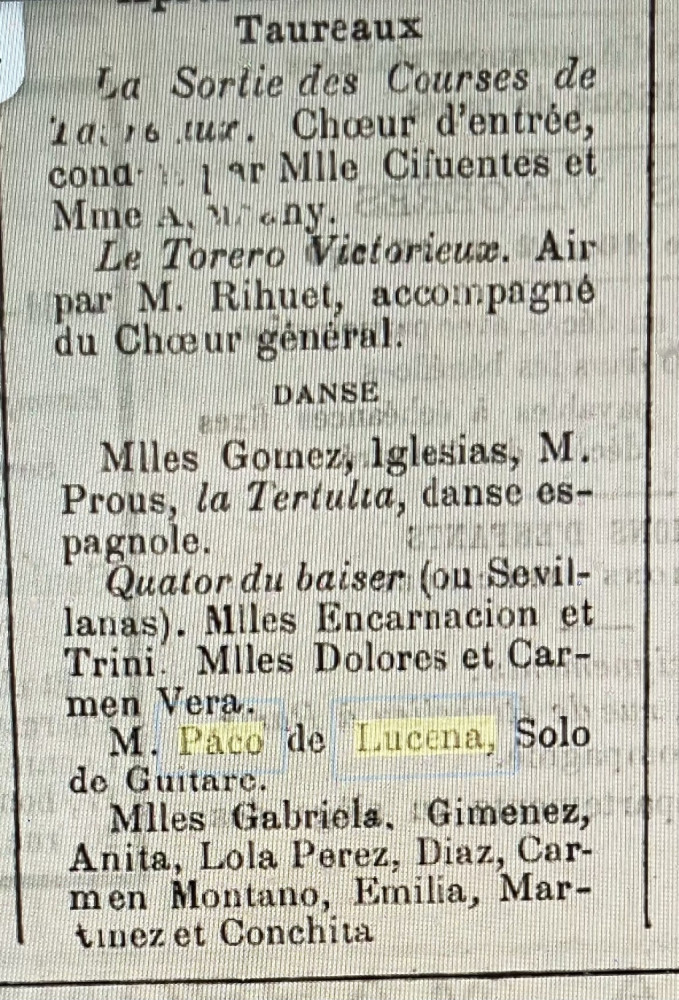 Taureaux
La Sortie des Courses de
Chœur d'entrée,
Mlle Cifuentes et
Mme
Le Torero Victorieux. Air
par M. Rihuet, accompagné
du Chœur général.
DANSE
Mlles Gomez, Iglesias, M.
Prous, la Tertulia, danse es-
pagnole.
Quator du baiser (ou Sevil-
lanas). Mlles Encarnacion et
Trini. Mlles Dolores et Car-
men Vera.
M. Paco de Lucena, Solo
de Guitare.
Mlles Gabriela. Gimenez,
Anita, Lola Perez, Diaz, Car-
men Montano, Emilia, Mar-
tinez et Conchita